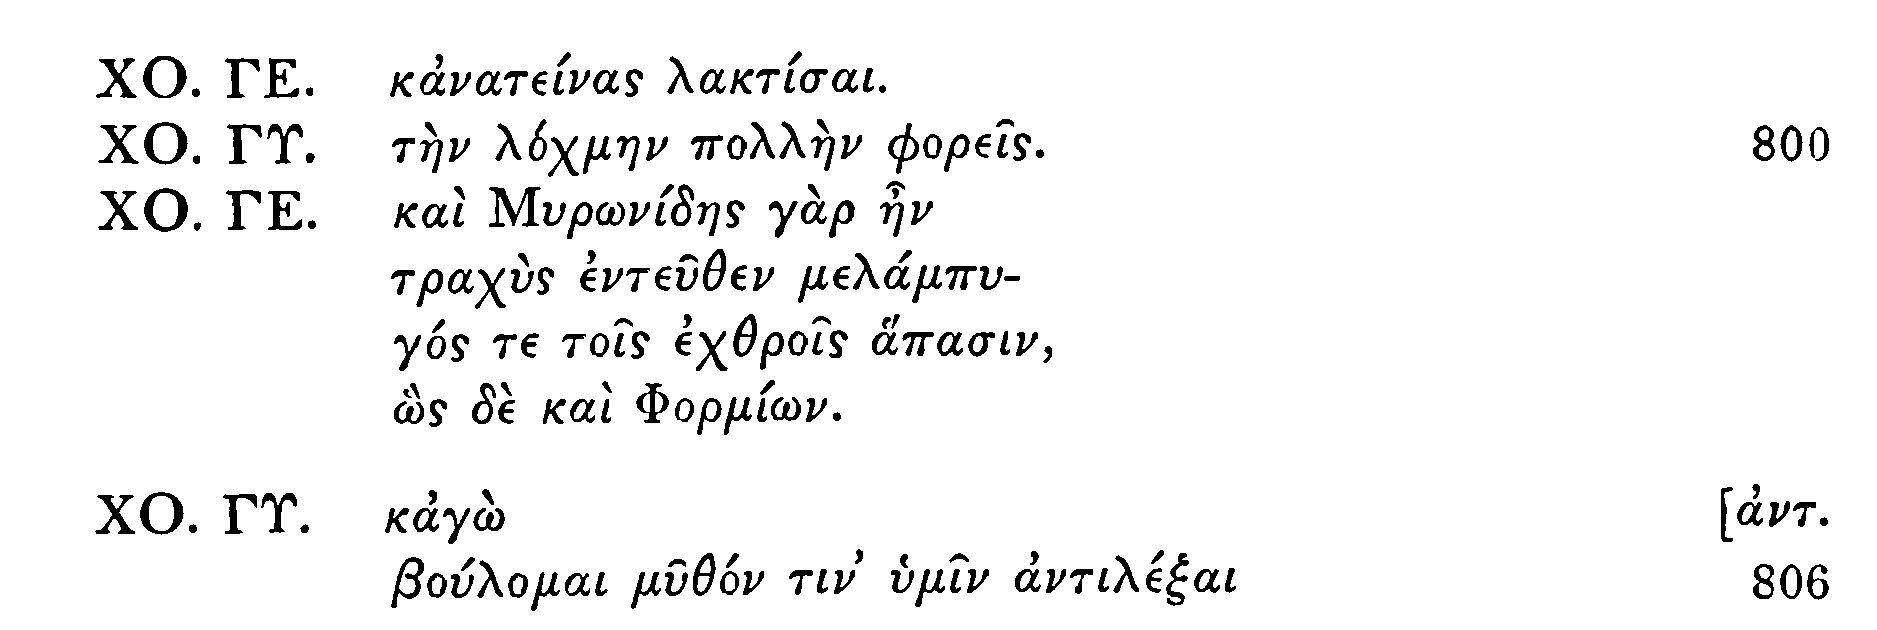 ΧΟ. ΓΕ. κἀνατείνας λακτίσαι.
ΧΟ. ΓΥ. τὴν λόχμην πολλὴν φορεῖς. 800
ΧΟ. ΓΕ. καὶ Μυρωνίδης γὰρ ἦν
τραχὺς ἐντεῦθεν μελάμπυ-
γός τε τοῖς ἐχθροῖς ἅπασιν,
ὣς δὲ καὶ Φορμίων.
ΧΟ. ΓΥ. κἀγὼ [ἀντ.
βούλομαι μῦθόν τιν’ ὑμῖν ἀντιλέξαι 806